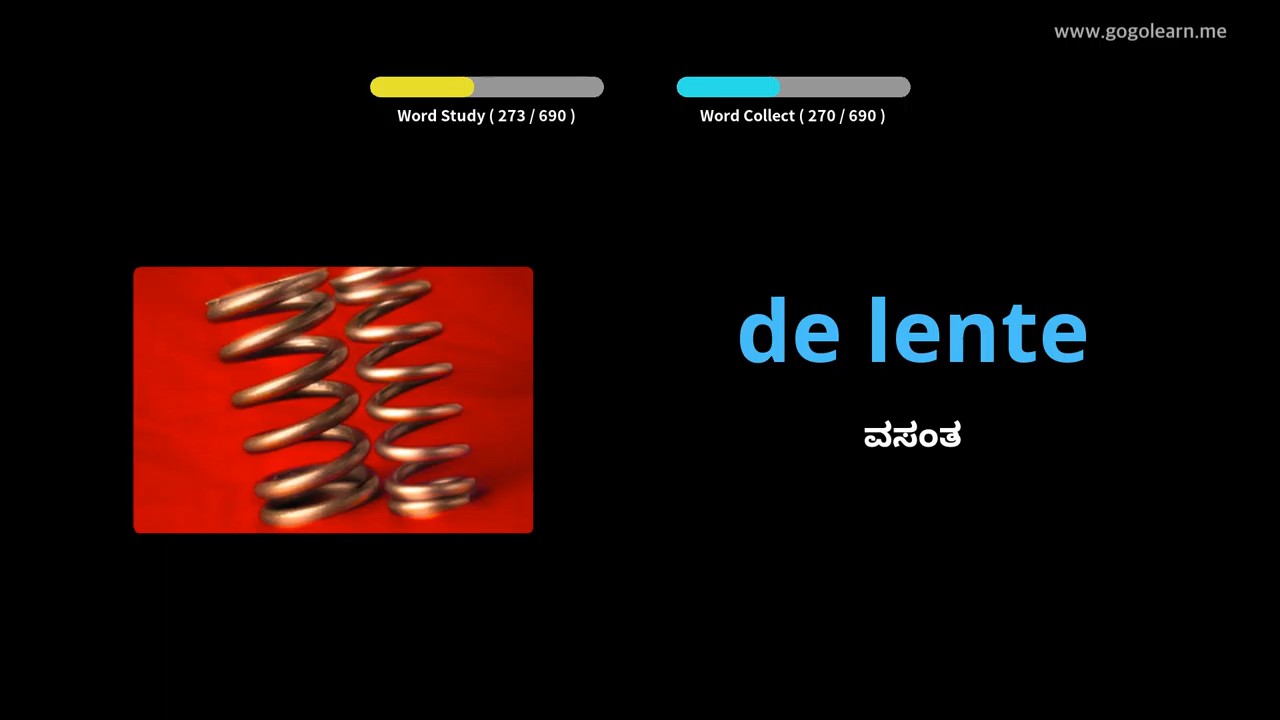 www.gogolearn.me
Word Study ( 273 / 690 )
Word Collect ( 270 / 690 )
de lente
ವಸಂತ